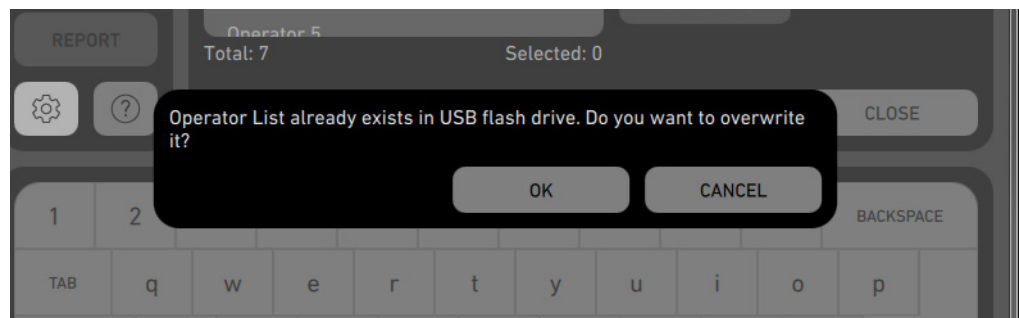 REPORT
Operator 5
Total: 7
Selected: 0
?
Operator List already exists in USB flash drive. Do you want to overwrite
it?
CLOSE
OK
CANCEL
1
2
BACKSPACE
TAB
q
w
e
r
t
y
u
i
o
p